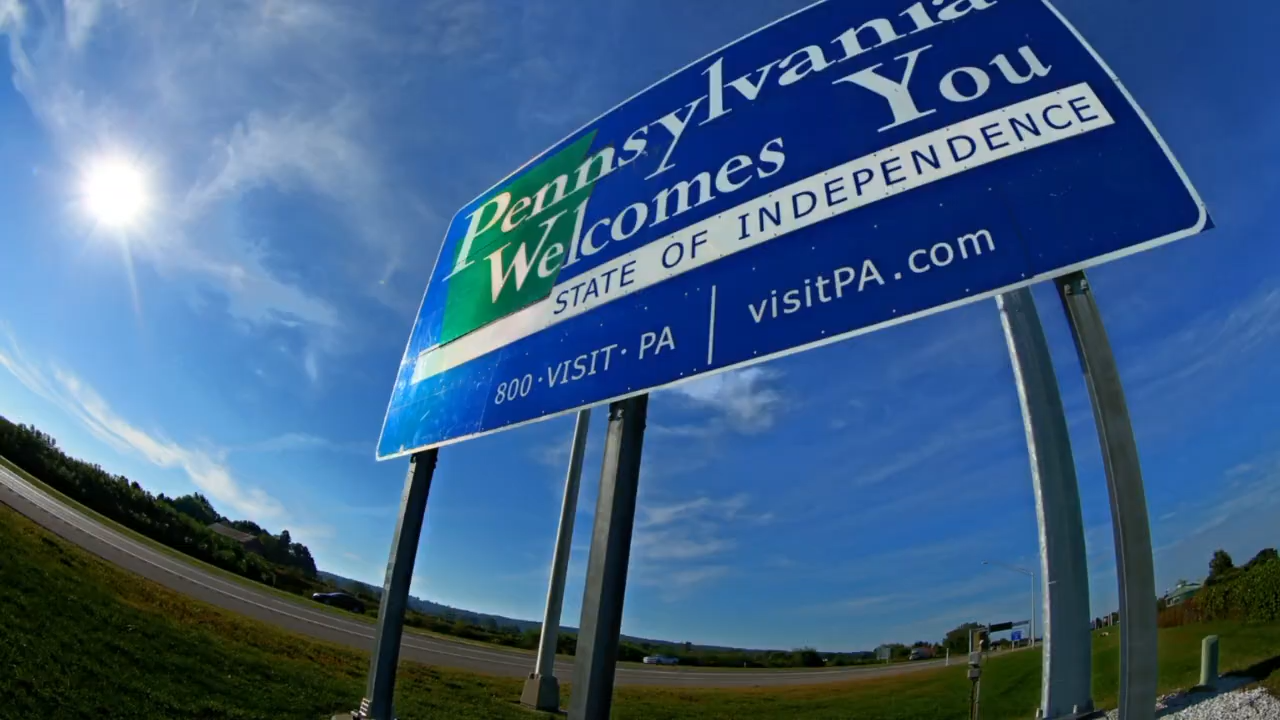 Pennsylvania
Welcomes You
STATE OF INDEPENDENCE
800·VISIT·PA | visitPA.com